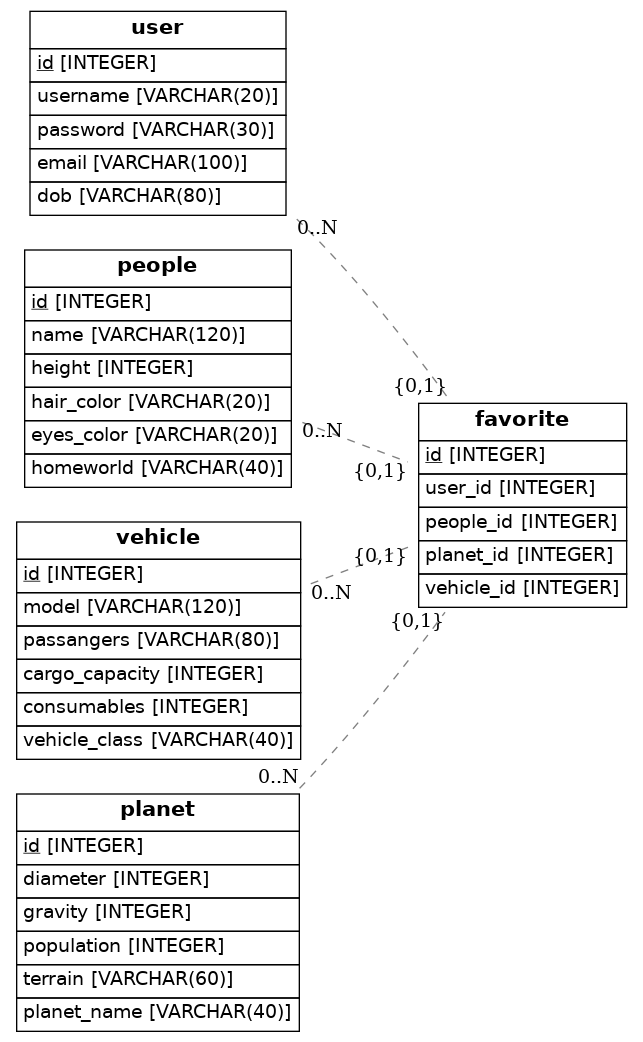 user
id [INTEGER]
username [VARCHAR(20)]
password [VARCHAR(30)]
email [VARCHAR(100)]
dob [VARCHAR(80)]
0..N
{0,1}
people
id [INTEGER]
name [VARCHAR(120)]
height [INTEGER]
hair_color [VARCHAR(20)]
eyes_color [VARCHAR(20)]
homeworld [VARCHAR(40)]
0..N
{0,1}
favorite
id [INTEGER]
user_id [INTEGER]
people_id [INTEGER]
planet_id [INTEGER]
vehicle_id [INTEGER]
vehicle
id [INTEGER]
model [VARCHAR(120)]
passangers [VARCHAR(80)]
cargo_capacity [INTEGER]
consumables [INTEGER]
vehicle_class [VARCHAR(40)]
{0,1}
0..N
{0,1}
0..N
planet
id [INTEGER]
diameter [INTEGER]
gravity [INTEGER]
population [INTEGER]
terrain [VARCHAR(60)]
planet_name [VARCHAR(40)]